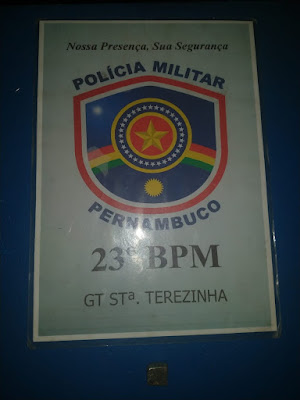 Nossa Presença, Sua Segurança
POLÍCIA MILITAR
PERNAMBUCO
23º BPM
GT STª. TEREZINHA